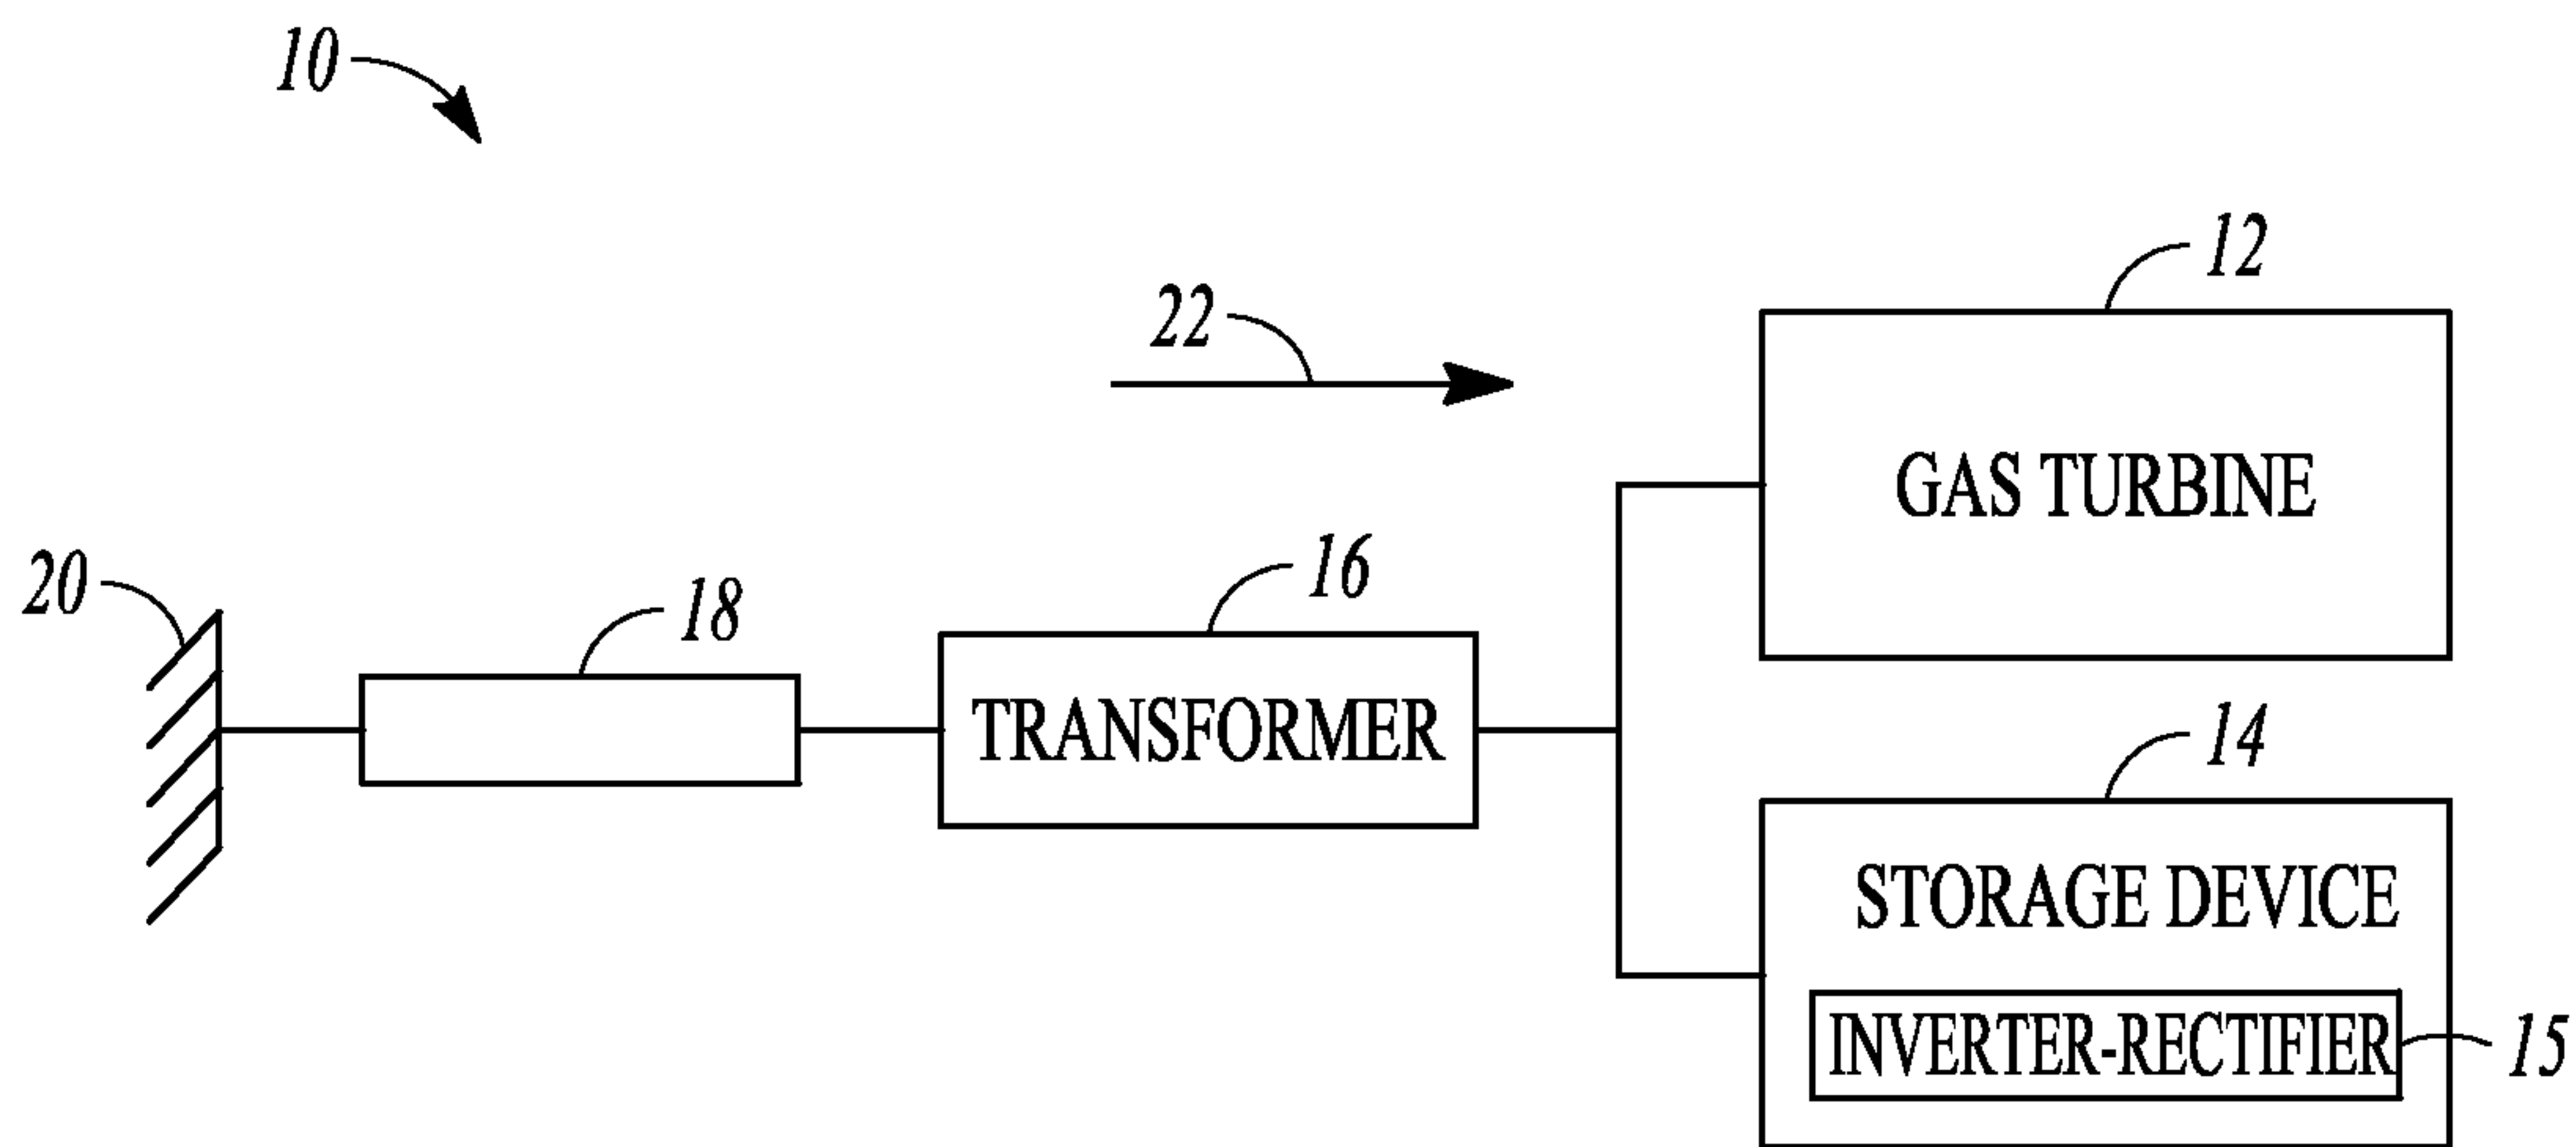 10
12
22
GAS TURBINE
16
20
18
TRANSFORMER
14
STORAGE DEVICE
INVERTER-RECTIFIER
15